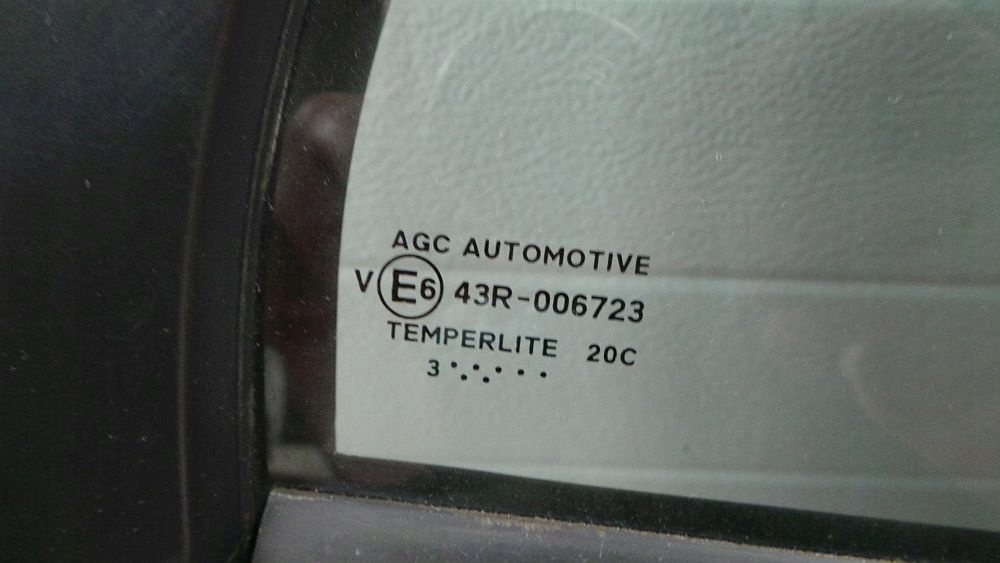 AGC AUTOMOTIVE
V E6 43R-006723
TEMPERLITE 20C
3